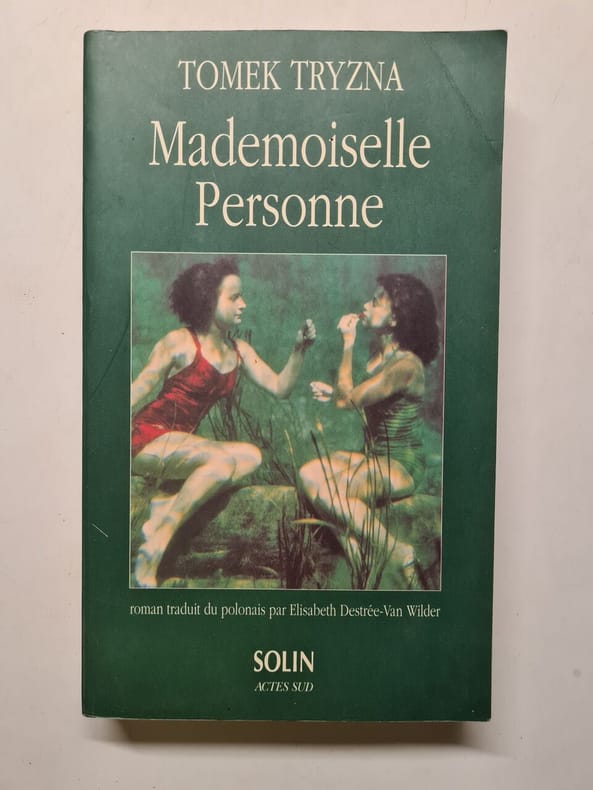 TOMEK TRYZNA
Mademoiselle
Personne
roman traduit du polonais par Elisabeth Destrée-Van Wilder
SOLIN
ACTES SUD